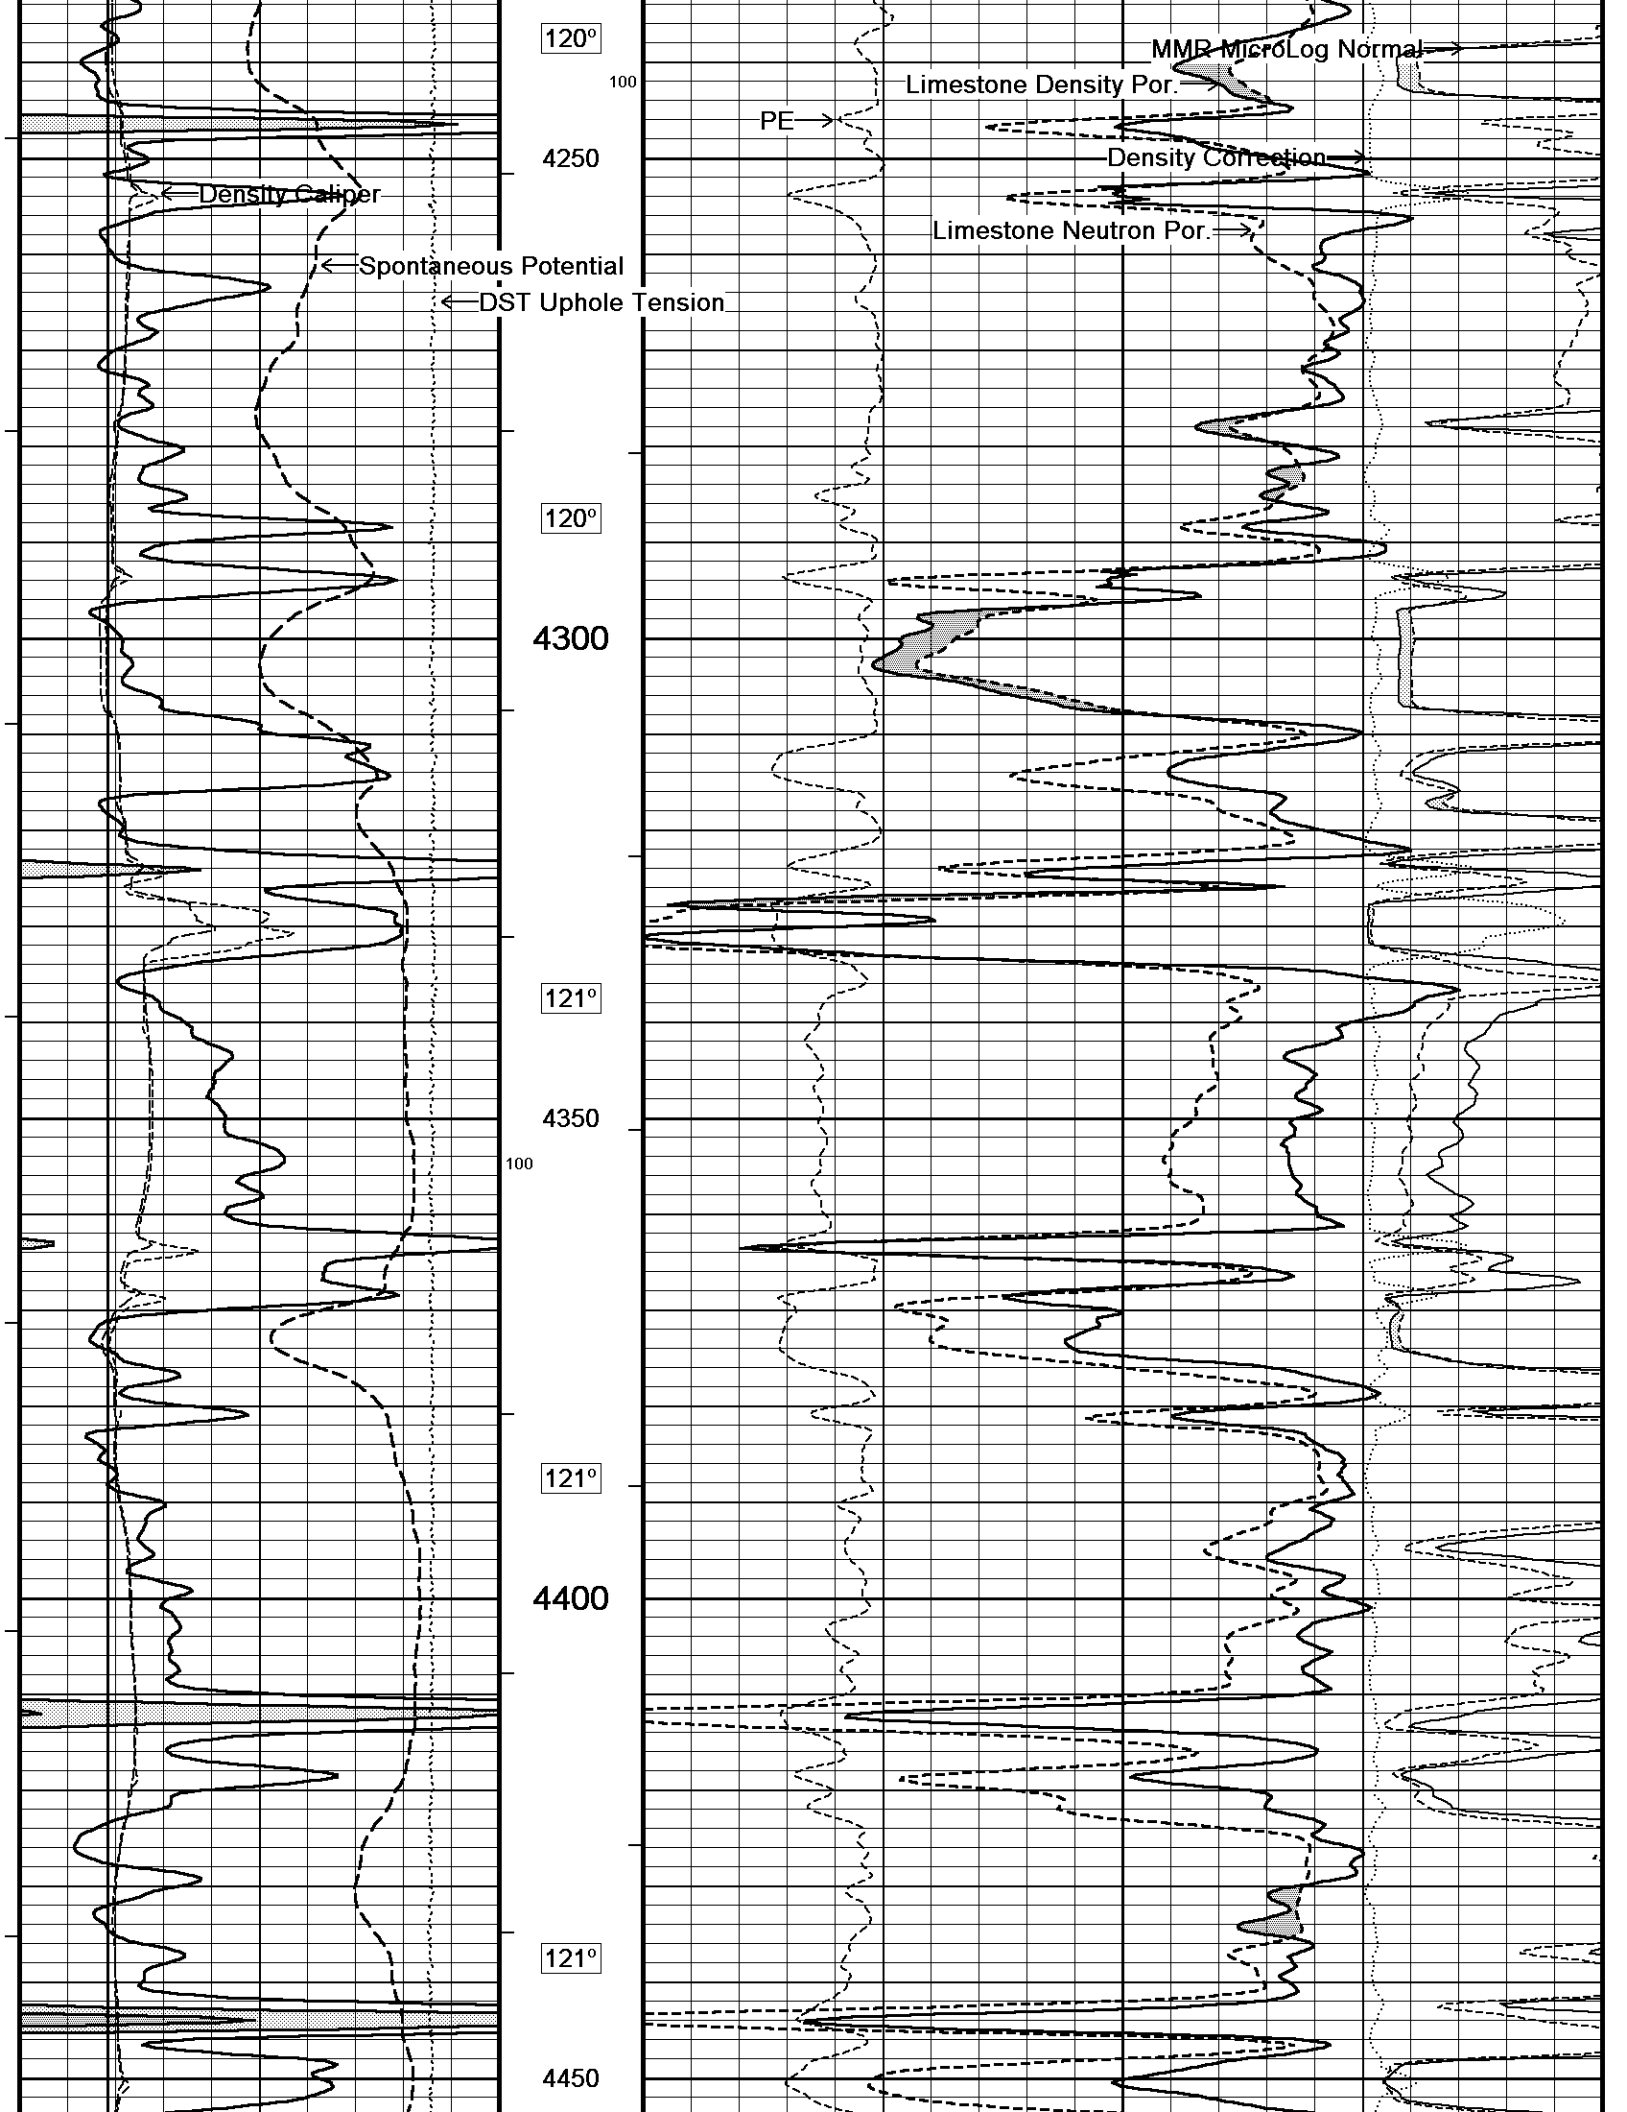 120°
MMR MicroLog Normal
100
Limestone Density Por.
PE
4250
Density Correction
Density Caliper
Limestone Neutron Por.
Spontaneous Potential
DST Uphole Tension
120°
4300
121°
4350
100
121°
4400
121°
4450